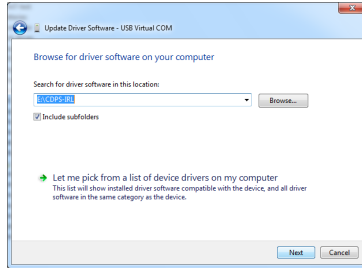 Update Driver Software - USB Virtual COM
Browse for driver software on your computer
Search for driver software in this location:
E:\CDPS-IRL
Browse...
Include subfolders
Let me pick from a list of device drivers on my computer
This list will show installed driver software compatible with the device, and all driver
software in the same category as the device.
Next
Cancel